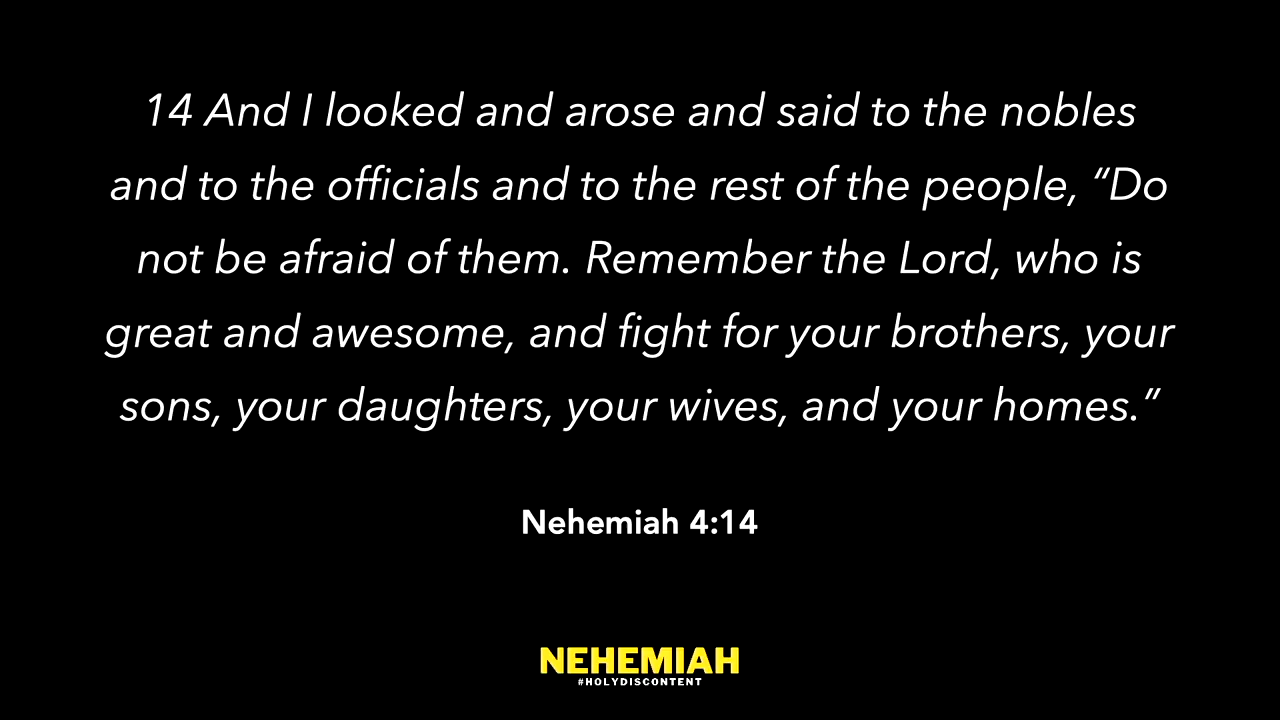 14 And I looked and arose and said to the nobles
and to the officials and to the rest of the people, “Do
not be afraid of them. Remember the Lord, who is
great and awesome, and fight for your brothers, your
sons, your daughters, your wives, and your homes.”
Nehemiah 4:14
NEHEMIAH
#HOLYDISCONTENT